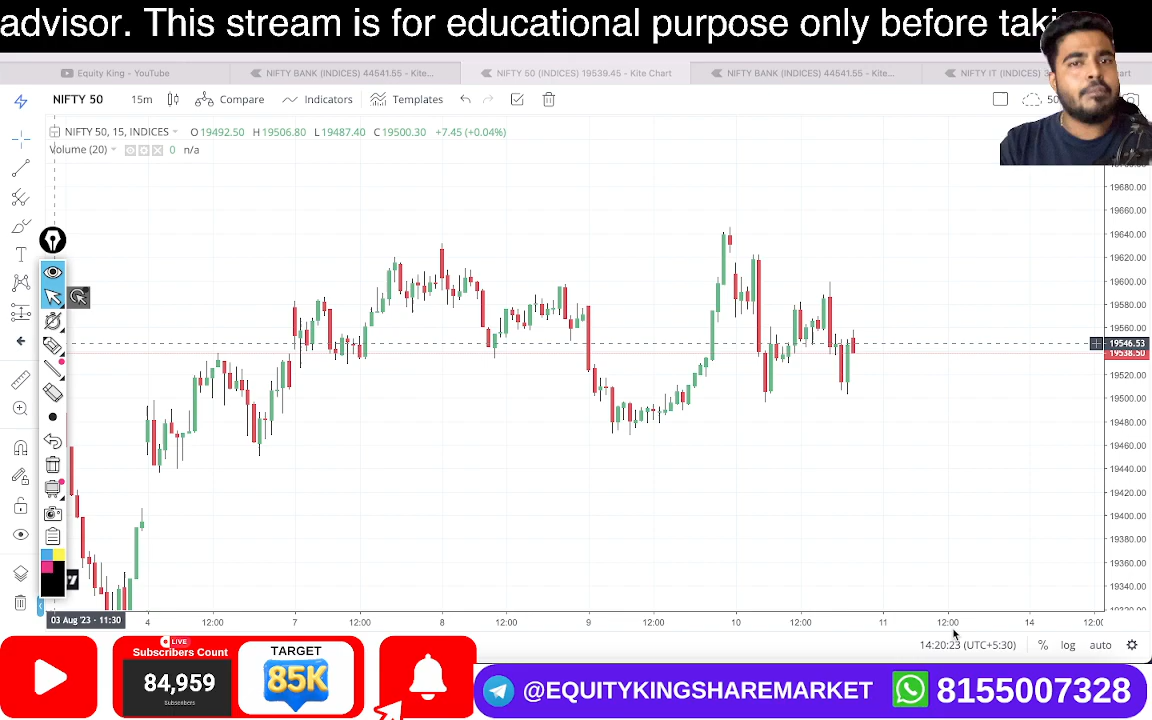 advisor. This stream is for educational purpose only before
Equity King - YouTube
NIFTY BANK (INDICES) 44541.55 - Kite...
NIFTY 50 (INDICES) 19539.45 - Kite Chart
NIFTY BANK (INDICES) 44541.55 - Kite...
NIFTY IT (INDICES)
NIFTY 50
15m
Compare
Indicators
Templates
NIFTY 50, 15, INDICES O19492.50 H19506.80 L19487.40 C19500.30 +7.45 (+0.04%)
Volume (20) 0 n/a
19680.00
19660.00
19640.00
19620.00
19600.00
19580.00
19560.00
19546.53
19538.50
19520.00
19500.00
19480.00
19460.00
19440.00
19420.00
19400.00
19380.00
19360.00
19340.00
19320.00
03 Aug '23 - 11:30
4 12:00 7 12:00 8 12:00 9 12:00 10 12:00 11 12:00 14 12:00
14:20:23 (UTC+5:30) % log auto
LIVE
Subscribers Count
84,959
Subscribers
TARGET
85K
@EQUITYKINGSHAREMARKET
8155007328